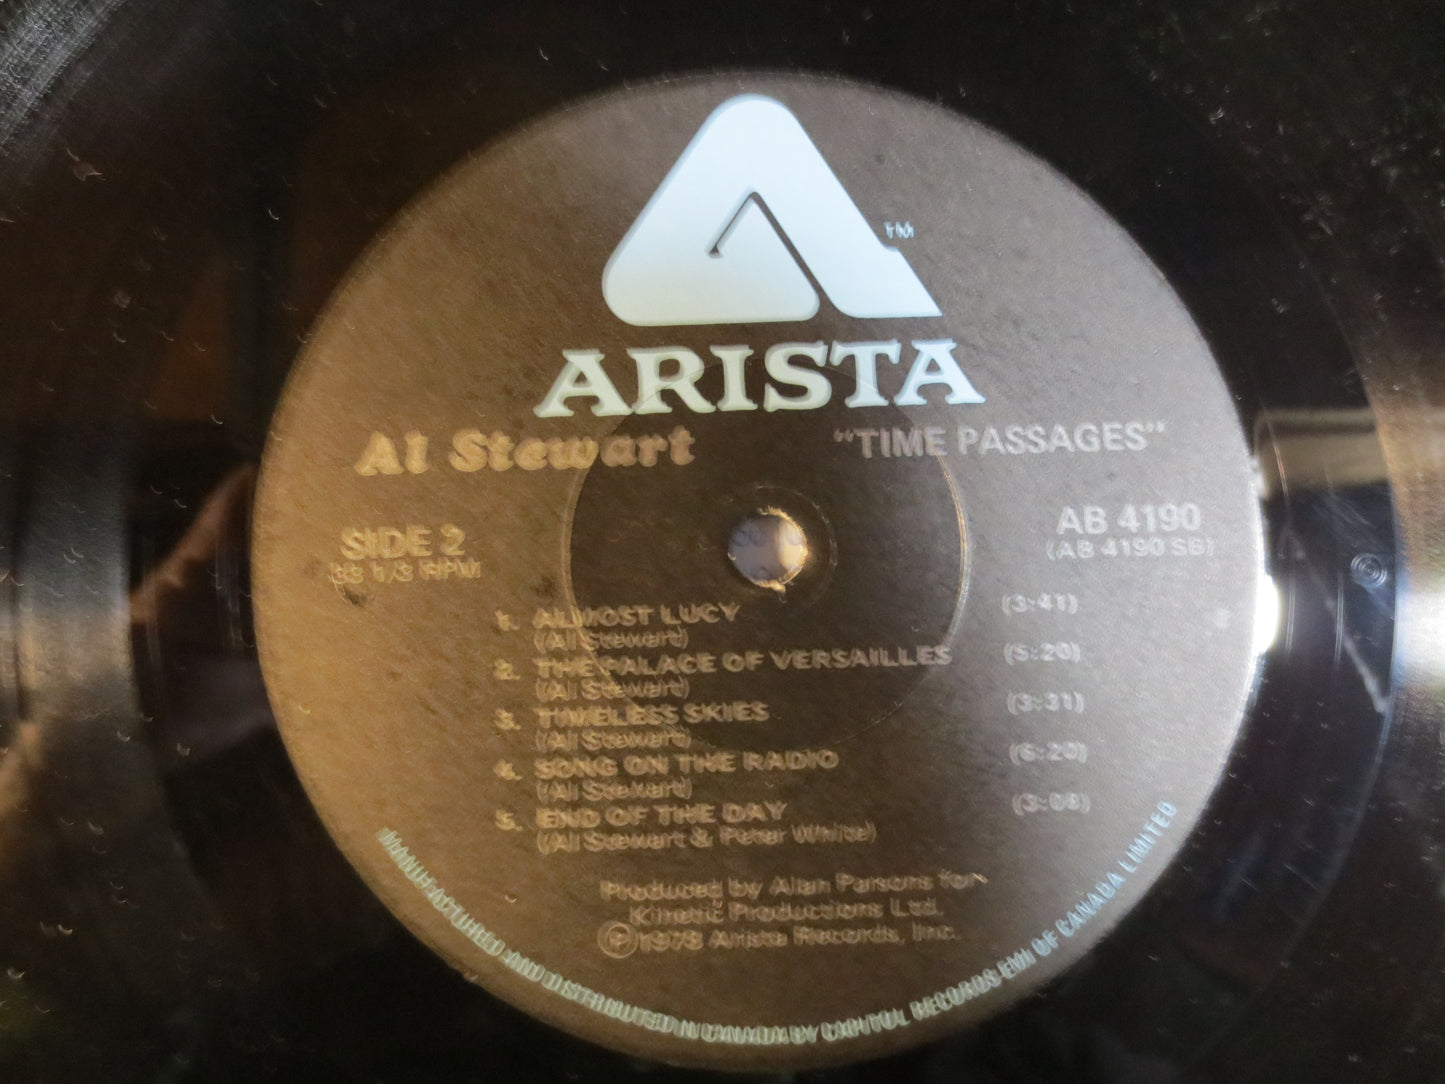 TM
ARISTA
Al Stewart "TIME PASSAGES"
SIDE 2 AB 4190
33 1/3 RPM (AB 4190 SB)
1. ALMOST LUCY (3:41)
(Al Stewart)
2. THE PALACE OF VERSAILLES (5:20)
(Al Stewart)
3. TIMELESS SKIES (3:31)
(Al Stewart)
4. SONG ON THE RADIO (6:20)
(Al Stewart)
5. END OF THE DAY
(Al Stewart & Peter White)
Produced by Alan Parsons for
Kinetic Productions Ltd.
Ⓟ1978 Arista Records, Inc.
MANUFACTURED AND DISTRIBUTED IN CANADA BY CAPITOL RECORDS EMI OF CANADA LIMITED